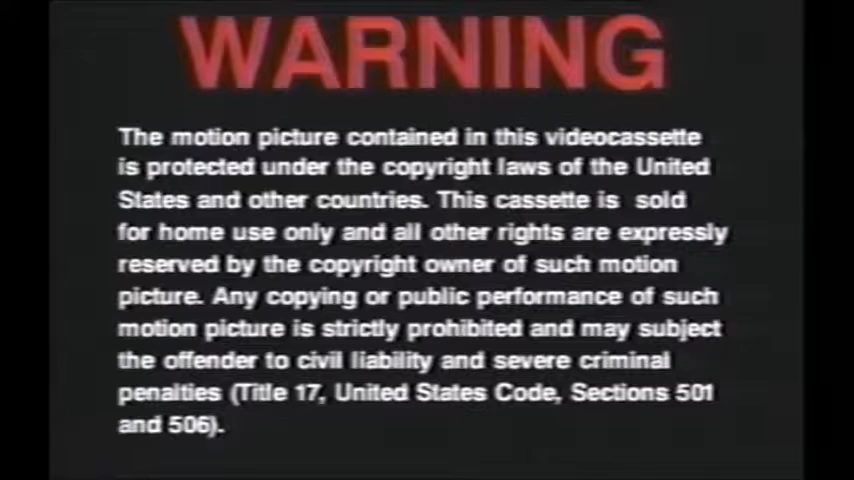 WARNING
The motion picture contained in this videocassette
is protected under the copyright laws of the United
States and other countries. This cassette is sold
for home use only and all other rights are expressly
reserved by the copyright owner of such motion
picture. Any copying or public performance of such
motion picture is strictly prohibited and may subject
the offender to civil liability and severe criminal
penalties (Title 17, United States Code, Sections 501
and 506).